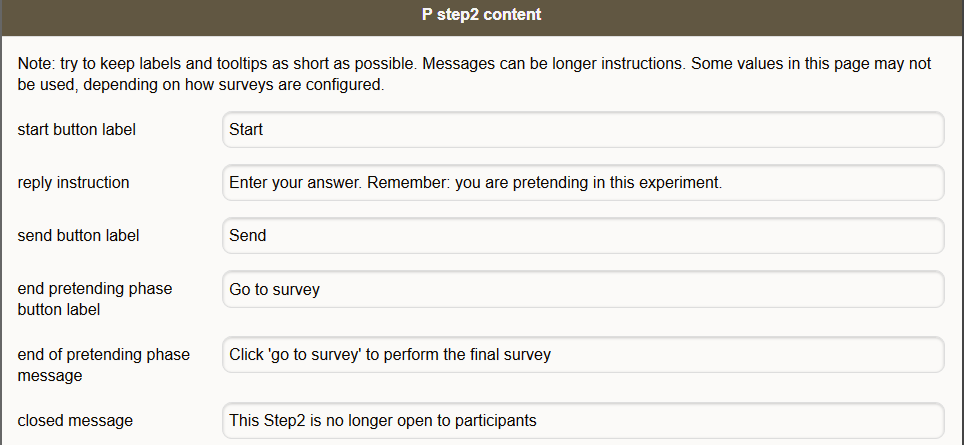 P step2 content
Note: try to keep labels and tooltips as short as possible. Messages can be longer instructions. Some values in this page may not
be used, depending on how surveys are configured.
start button label
Start
reply instruction
Enter your answer. Remember: you are pretending in this experiment.
send button label
Send
end pretending phase
button label
Go to survey
end of pretending phase
message
Click 'go to survey' to perform the final survey
closed message
This Step2 is no longer open to participants